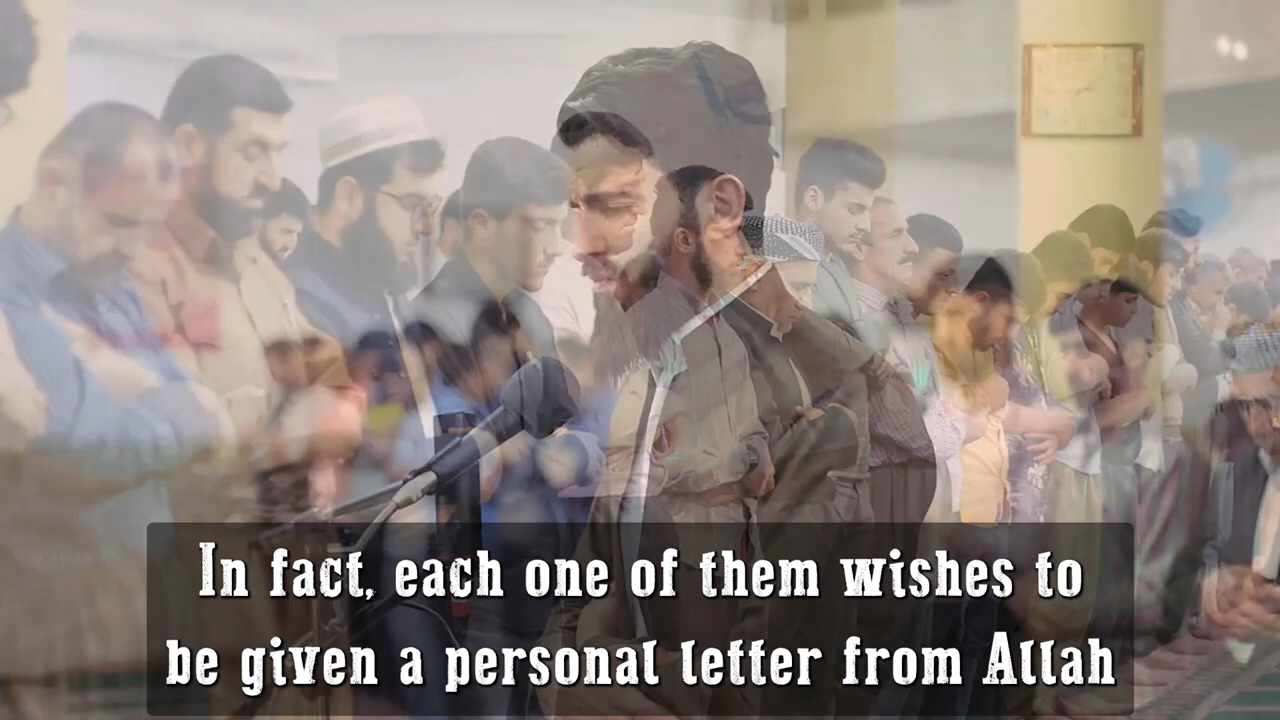 In fact, each one of them wishes to
be given a personal letter from Allah